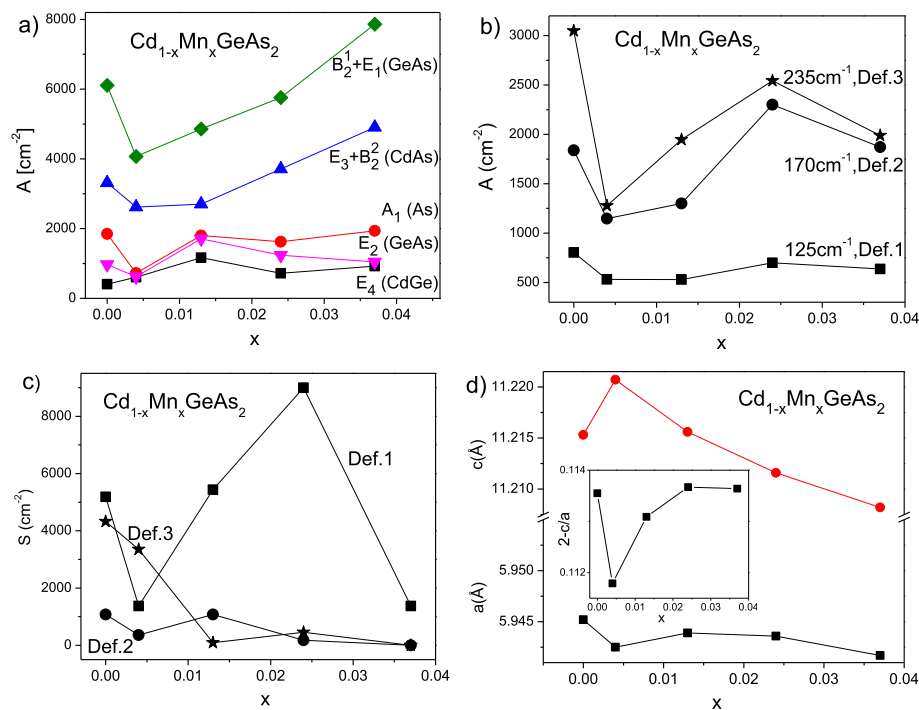 a)
Cd1-xMnxGeAs2
B2^1+E1(GeAs)
E3+B2^2 (CdAs)
A1 (As)
E2 (GeAs)
E4 (CdGe)
A [cm^-2]
8000
6000
4000
2000
0
0.00 0.01 0.02 0.03 0.04
x
b)
Cd1-xMnxGeAs2
235cm^-1,Def.3
170cm^-1,Def.2
125cm^-1,Def.1
A (cm^-2)
3000
2500
2000
1500
1000
500
0.00 0.01 0.02 0.03 0.04
x
c)
Cd1-xMnxGeAs2
Def.1
Def.3
Def.2
S (cm^-2)
8000
6000
4000
2000
0
0.00 0.01 0.02 0.03 0.04
x
d)
Cd1-xMnxGeAs2
c(Å)
11.220
11.215
11.210
a(Å)
5.950
5.945
0.00 0.01 0.02 0.03 0.04
x
2-c/a
0.114
0.112
0.00 0.01 0.02 0.03 0.04
x